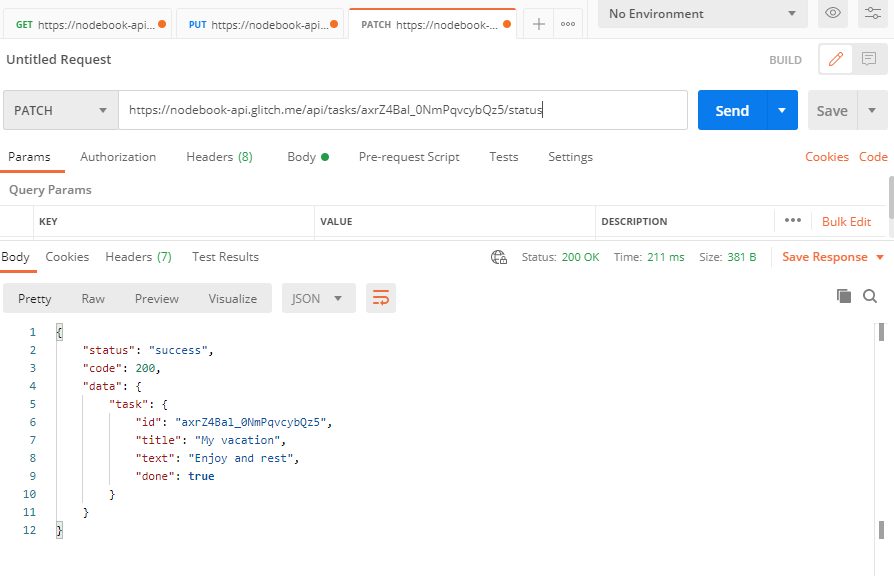 GET https://nodebook-api...
PUT https://nodebook-api...
PATCH https://nodebook-...
No Environment
Untitled Request
BUILD
PATCH
https://nodebook-api.glitch.me/api/tasks/axrZ4Bal_0NmPqvcybQz5/status
Send
Save
Params Authorization Headers (8) Body Pre-request Script Tests Settings Cookies Code
Query Params
KEY VALUE DESCRIPTION Bulk Edit
Body Cookies Headers (7) Test Results Status: 200 OK Time: 211 ms Size: 381 B Save Response
Pretty Raw Preview Visualize JSON
1 {
2 "status": "success",
3 "code": 200,
4 "data": {
5 "task": {
6 "id": "axrZ4Bal_0NmPqvcybQz5",
7 "title": "My vacation",
8 "text": "Enjoy and rest",
9 "done": true
10 }
11 }
12 }